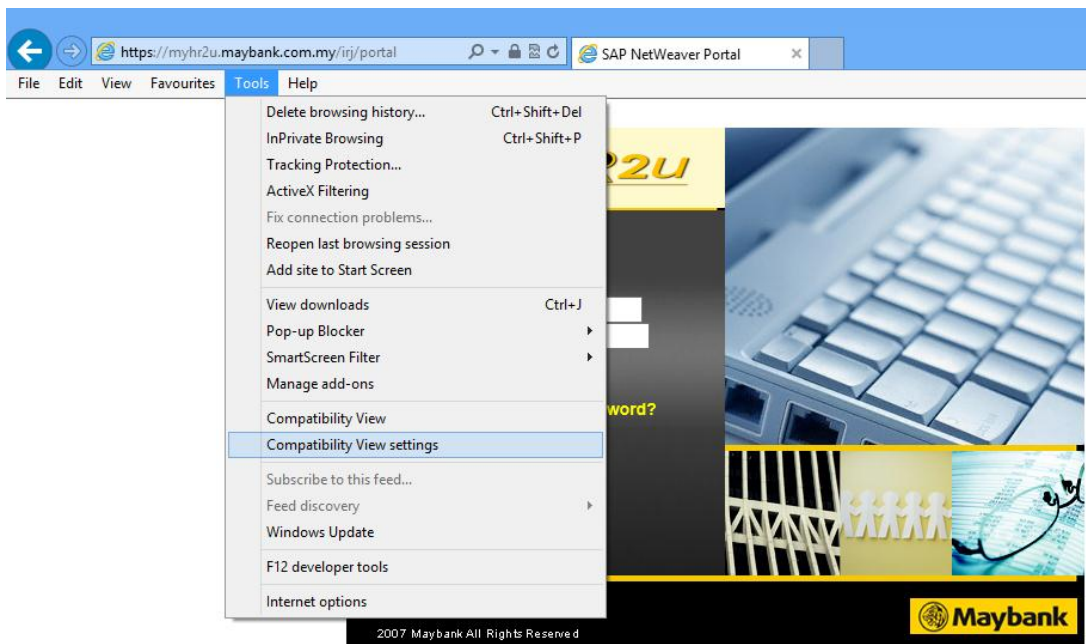 https://myhr2u.maybank.com.my/irj/portal
SAP NetWeaver Portal
File Edit View Favourites Tools Help
Delete browsing history... Ctrl+Shift+Del
InPrivate Browsing Ctrl+Shift+P
Tracking Protection...
ActiveX Filtering
Fix connection problems...
Reopen last browsing session
Add site to Start Screen
View downloads Ctrl+J
Pop-up Blocker
SmartScreen Filter
Manage add-ons
Compatibility View
Compatibility View settings
Subscribe to this feed...
Feed discovery
Windows Update
F12 developer tools
Internet options
2u
word?
Maybank
2007 Maybank All Rights Reserved